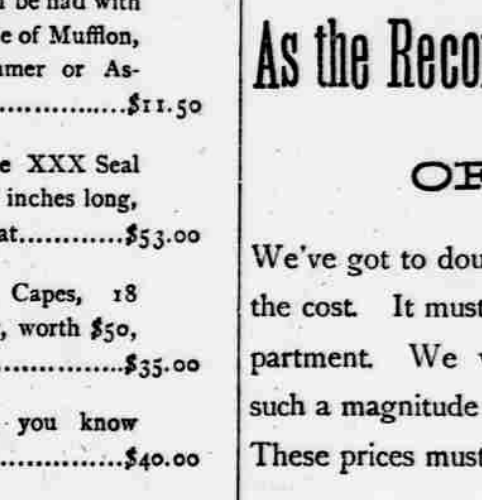 be had with
e of Mufflon,
mer or As-
...............$11.50
e XXX Seal
inches long,
at............$53.00
Capes, 18
, worth $50,
...............$35.00
you know
...............$40.00
As the Reco
OF
We've got to dou
the cost. It must
partment. We
such a magnitude
These prices must